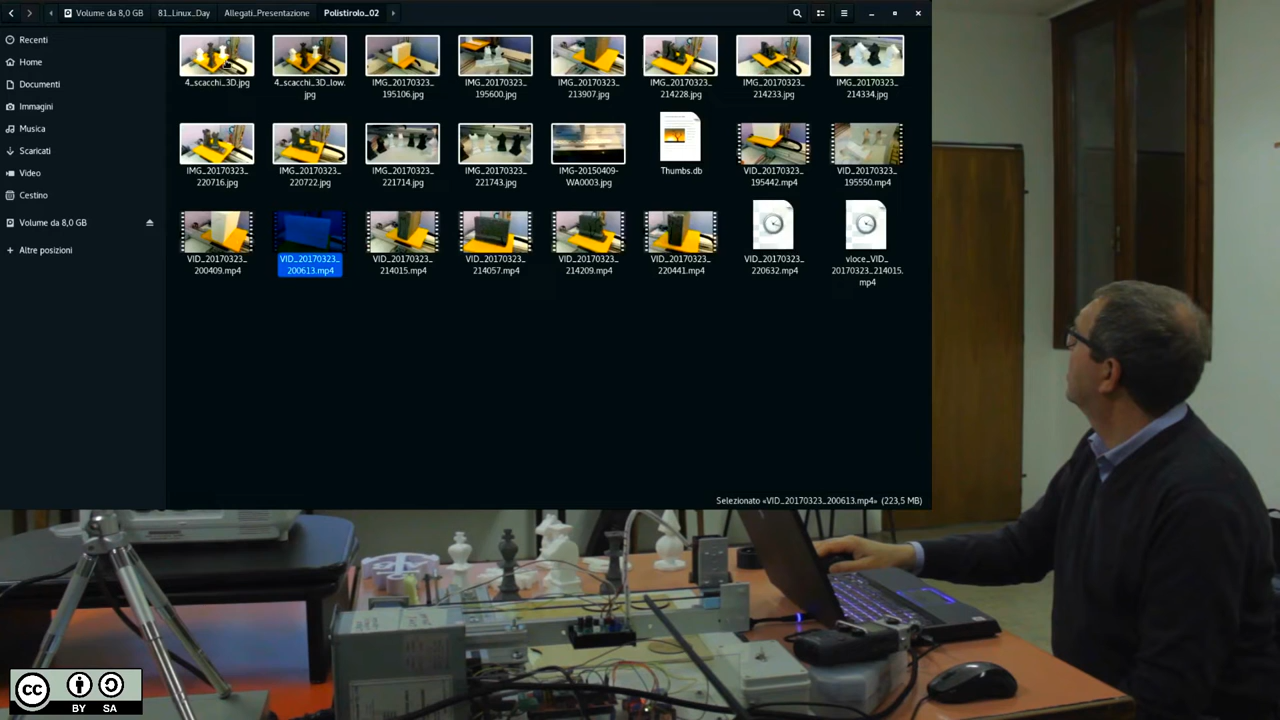 Volume da 8,0 GB
81_Linux_Day
Allegati_Presentazione
Polistirolo_02
Recenti
Home
Documenti
Immagini
Musica
Scaricati
Video
Cestino
Volume da 8,0 GB
Altre posizioni
4_scacchi_3D.jpg
4_scacchi_3D_low.
jpg
IMG_20170323_
195106.jpg
IMG_20170323_
195600.jpg
IMG_20170323_
213907.jpg
IMG_20170323_
214228.jpg
IMG_20170323_
214233.jpg
IMG_20170323_
214334.jpg
IMG_20170323_
220716.jpg
IMG_20170323_
220722.jpg
IMG_20170323_
221714.jpg
IMG_20170323_
221743.jpg
IMG-20150409-
WA0003.jpg
Thumbs.db
VID_20170323_
195442.mp4
VID_20170323_
195550.mp4
VID_20170323_
200409.mp4
VID_20170323_
200613.mp4
VID_20170323_
214015.mp4
VID_20170323_
214057.mp4
VID_20170323_
214209.mp4
VID_20170323_
220441.mp4
VID_20170323_
220632.mp4
vloce_VID_
20170323_214015.
mp4
Selezionato «VID_20170323_200613.mp4» (223,5 MB)
cc
BY SA